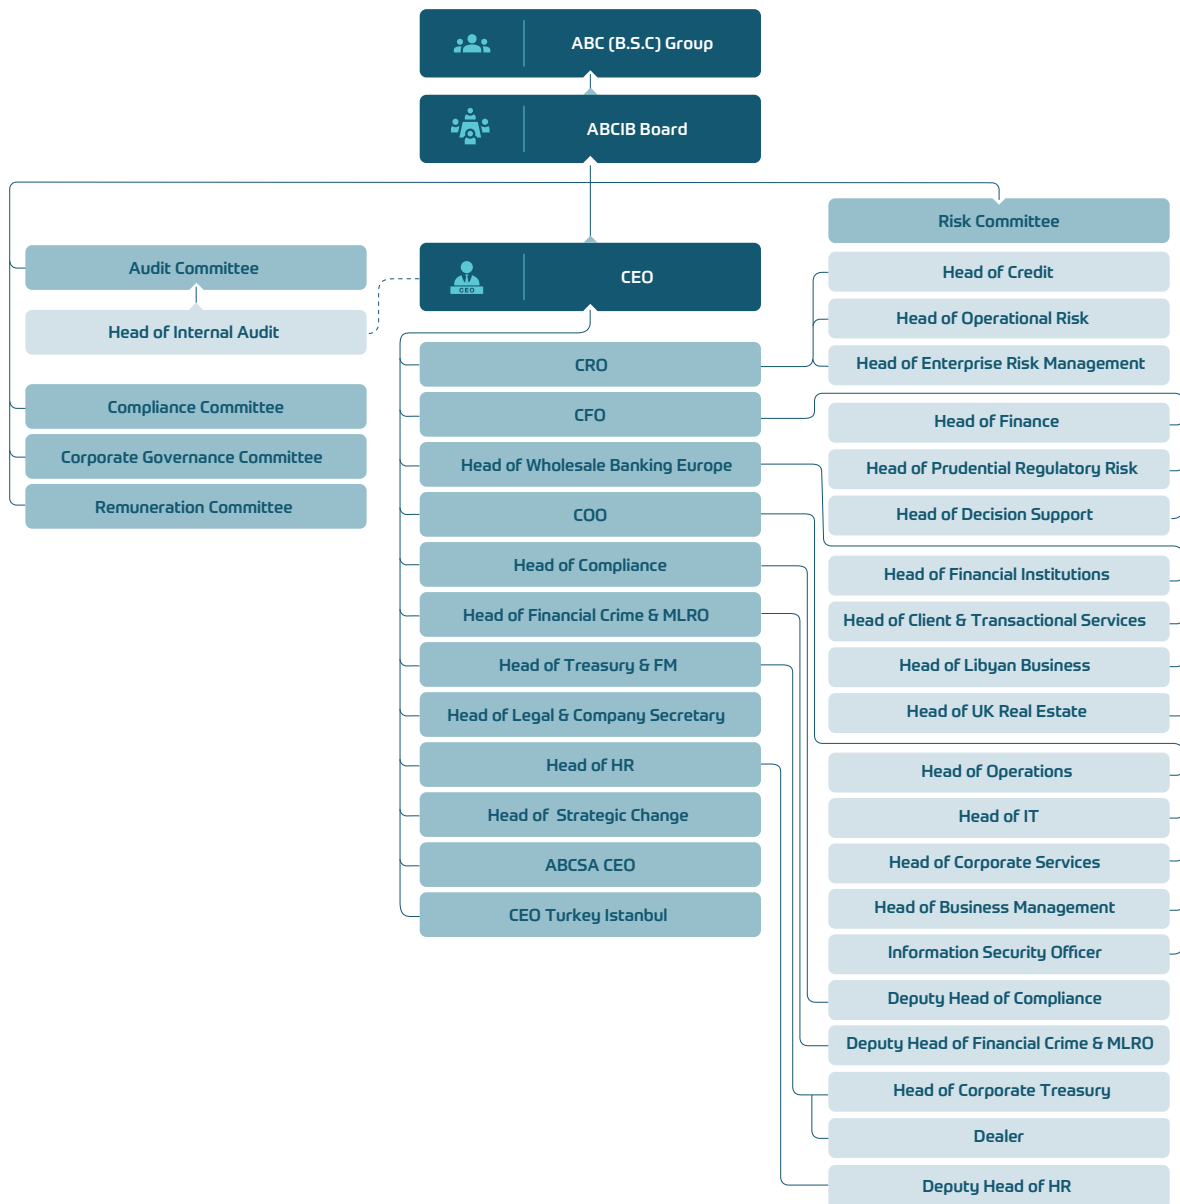 ABC (B.S.C) Group
ABCIB Board
Audit Committee
Head of Internal Audit
Compliance Committee
Corporate Governance Committee
Remuneration Committee
CEO
CEO
CRO
CFO
Head of Wholesale Banking Europe
COO
Head of Compliance
Head of Financial Crime & MLRO
Head of Treasury & FM
Head of Legal & Company Secretary
Head of HR
Head of Strategic Change
ABCSA CEO
CEO Turkey Istanbul
Risk Committee
Head of Credit
Head of Operational Risk
Head of Enterprise Risk Management
Head of Finance
Head of Prudential Regulatory Risk
Head of Decision Support
Head of Financial Institutions
Head of Client & Transactional Services
Head of Libyan Business
Head of UK Real Estate
Head of Operations
Head of IT
Head of Corporate Services
Head of Business Management
Information Security Officer
Deputy Head of Compliance
Deputy Head of Financial Crime & MLRO
Head of Corporate Treasury
Dealer
Deputy Head of HR